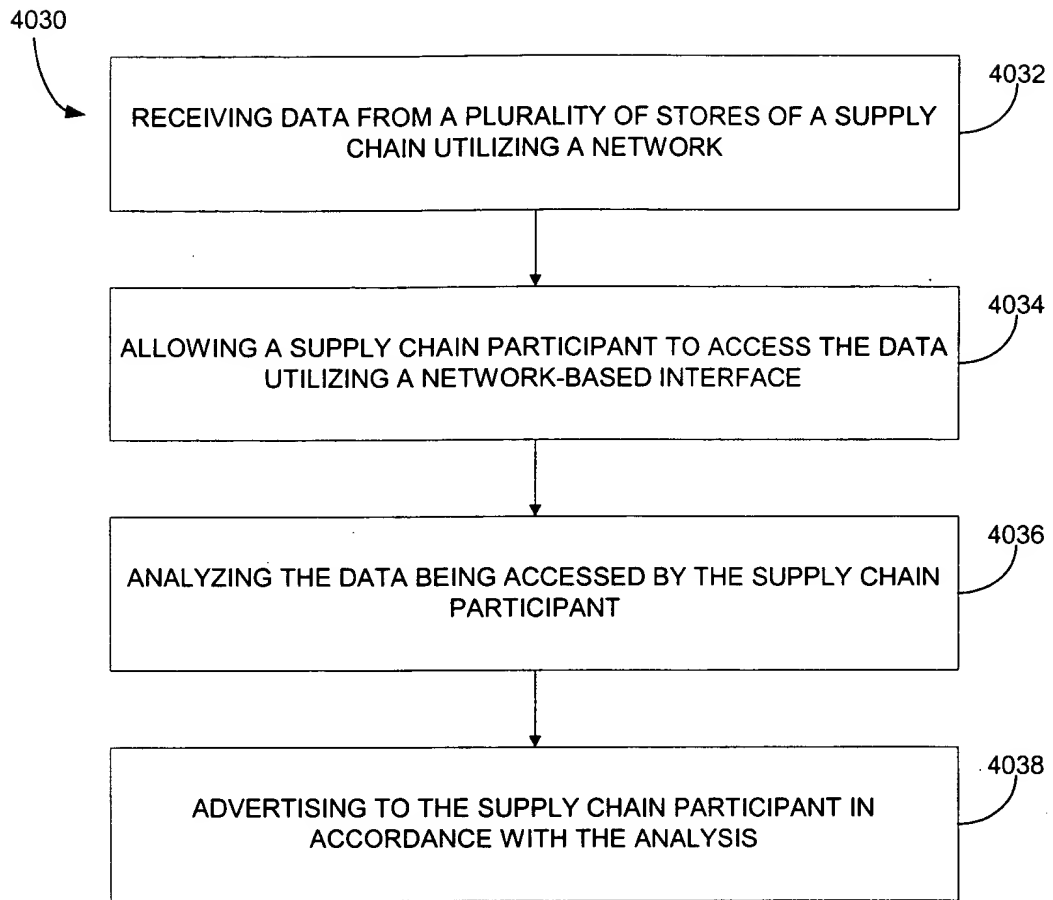 4030
4032
RECEIVING DATA FROM A PLURALITY OF STORES OF A SUPPLY
CHAIN UTILIZING A NETWORK
4034
ALLOWING A SUPPLY CHAIN PARTICIPANT TO ACCESS THE DATA
UTILIZING A NETWORK-BASED INTERFACE
4036
ANALYZING THE DATA BEING ACCESSED BY THE SUPPLY CHAIN
PARTICIPANT
4038
ADVERTISING TO THE SUPPLY CHAIN PARTICIPANT IN
ACCORDANCE WITH THE ANALYSIS